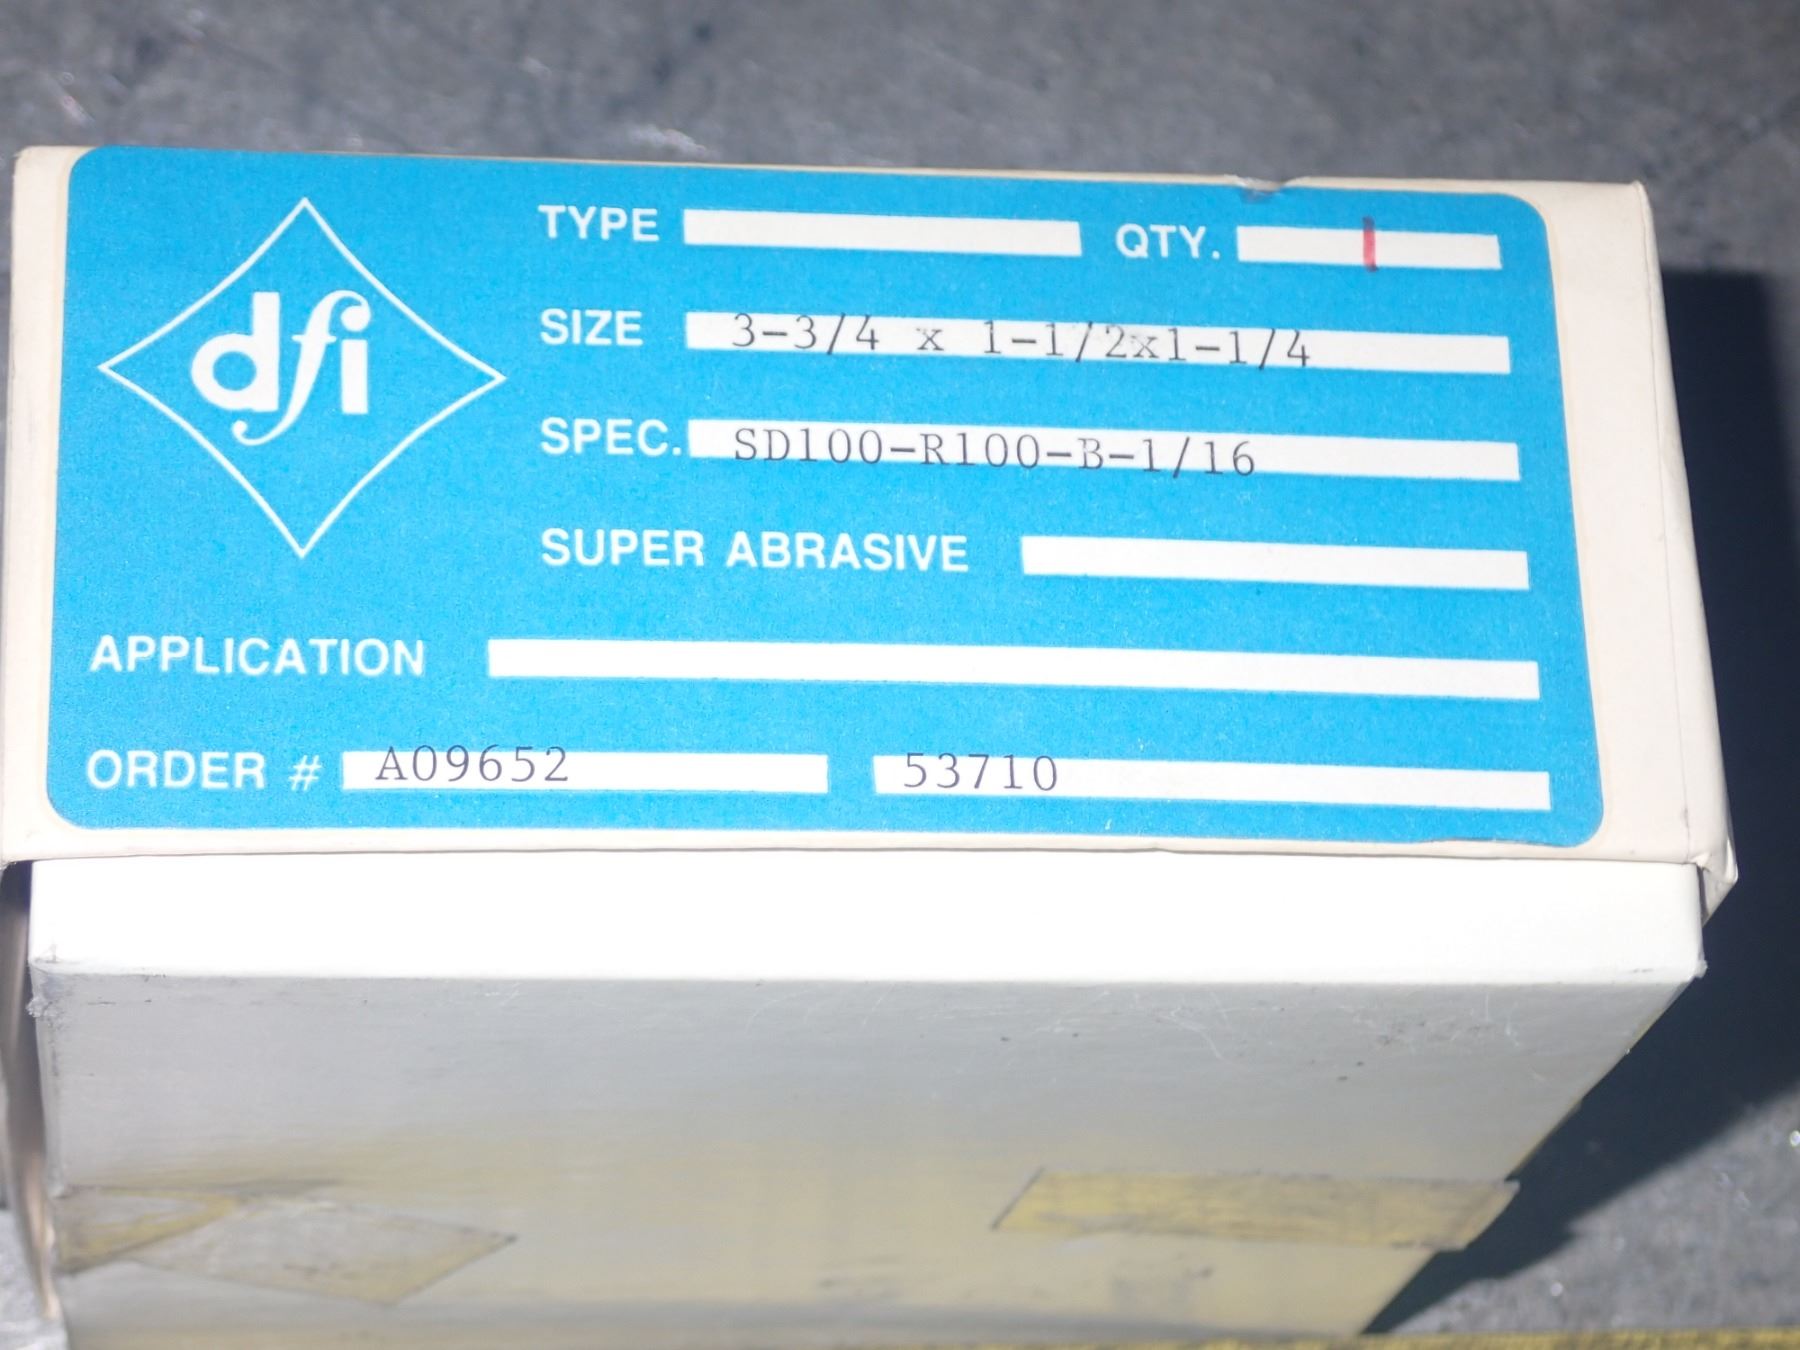 dfi
TYPE QTY. 1
SIZE 3-3/4 x 1-1/2x1-1/4
SPEC. SD100-R100-B-1/16
SUPER ABRASIVE
APPLICATION
ORDER # A09652 53710